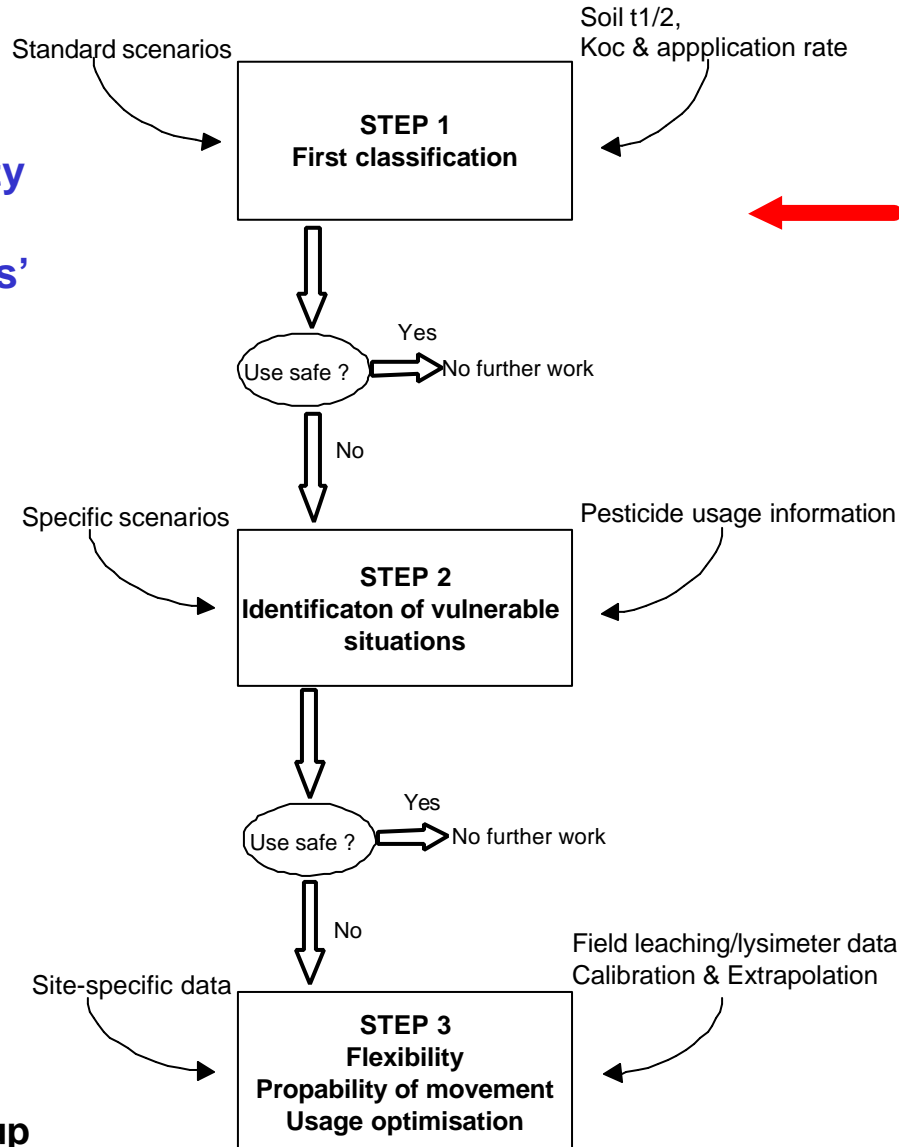 Soil t1/2,
Standard scenarios
Koc & appplication rate
STEP 1
First classification
ty
s’
Yes
Use safe ?
No further work
No
Specific scenarios
Pesticide usage information
STEP 2
Identificaton of vulnerable
situations
Yes
Use safe ?
No further work
No
Field leaching/lysimeter data
Calibration & Extrapolation
Site-specific data
STEP 3
Flexibility
Propability of movement
Usage optimisation
up